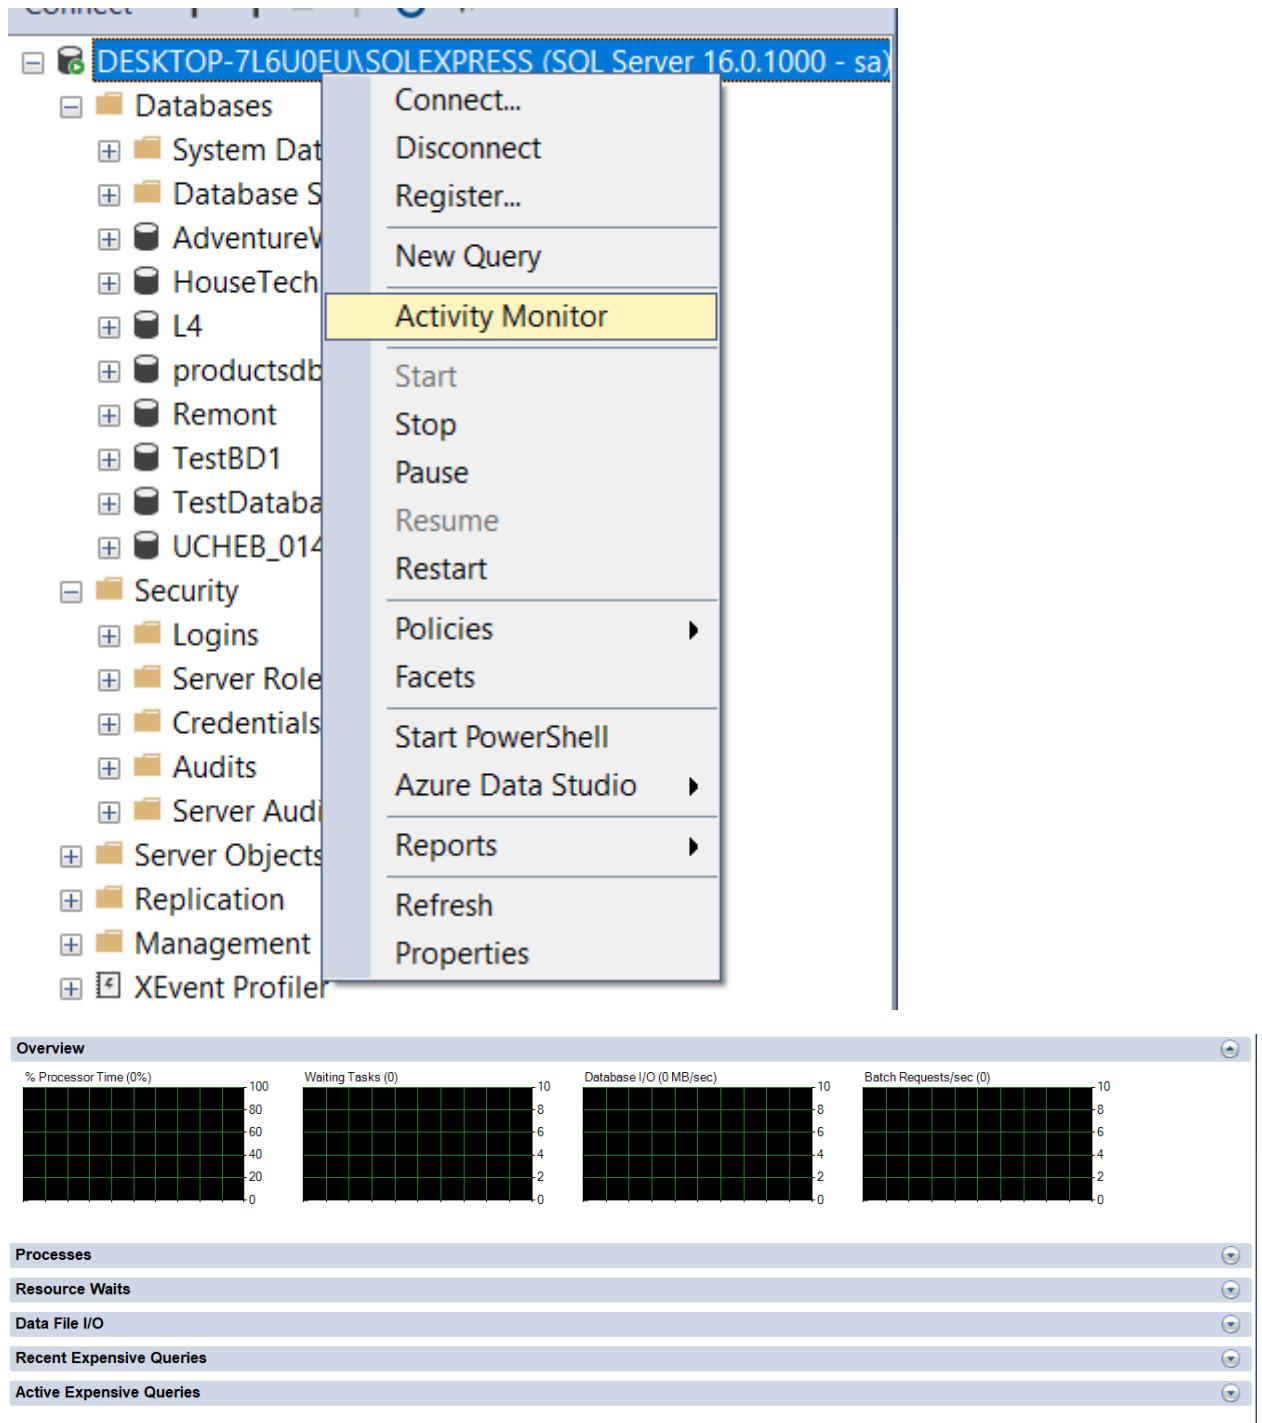 Connect
DESKTOP-7L6U0EU\SQLEXPRESS (SQL Server 16.0.1000 - sa)
Databases
System Dat
Database S
AdventureW
HouseTech
L4
productsdb
Remont
TestBD1
TestDataba
UCHEB_014
Security
Logins
Server Role
Credentials
Audits
Server Audi
Server Objects
Replication
Management
XEvent Profiler
Connect...
Disconnect
Register...
New Query
Activity Monitor
Start
Stop
Pause
Resume
Restart
Policies
Facets
Start PowerShell
Azure Data Studio
Reports
Refresh
Properties
Overview
% Processor Time (0%)
100
80
60
40
20
0
Waiting Tasks (0)
10
8
6
4
2
0
Database I/O (0 MB/sec)
10
8
6
4
2
0
Batch Requests/sec (0)
10
8
6
4
2
0
Processes
Resource Waits
Data File I/O
Recent Expensive Queries
Active Expensive Queries